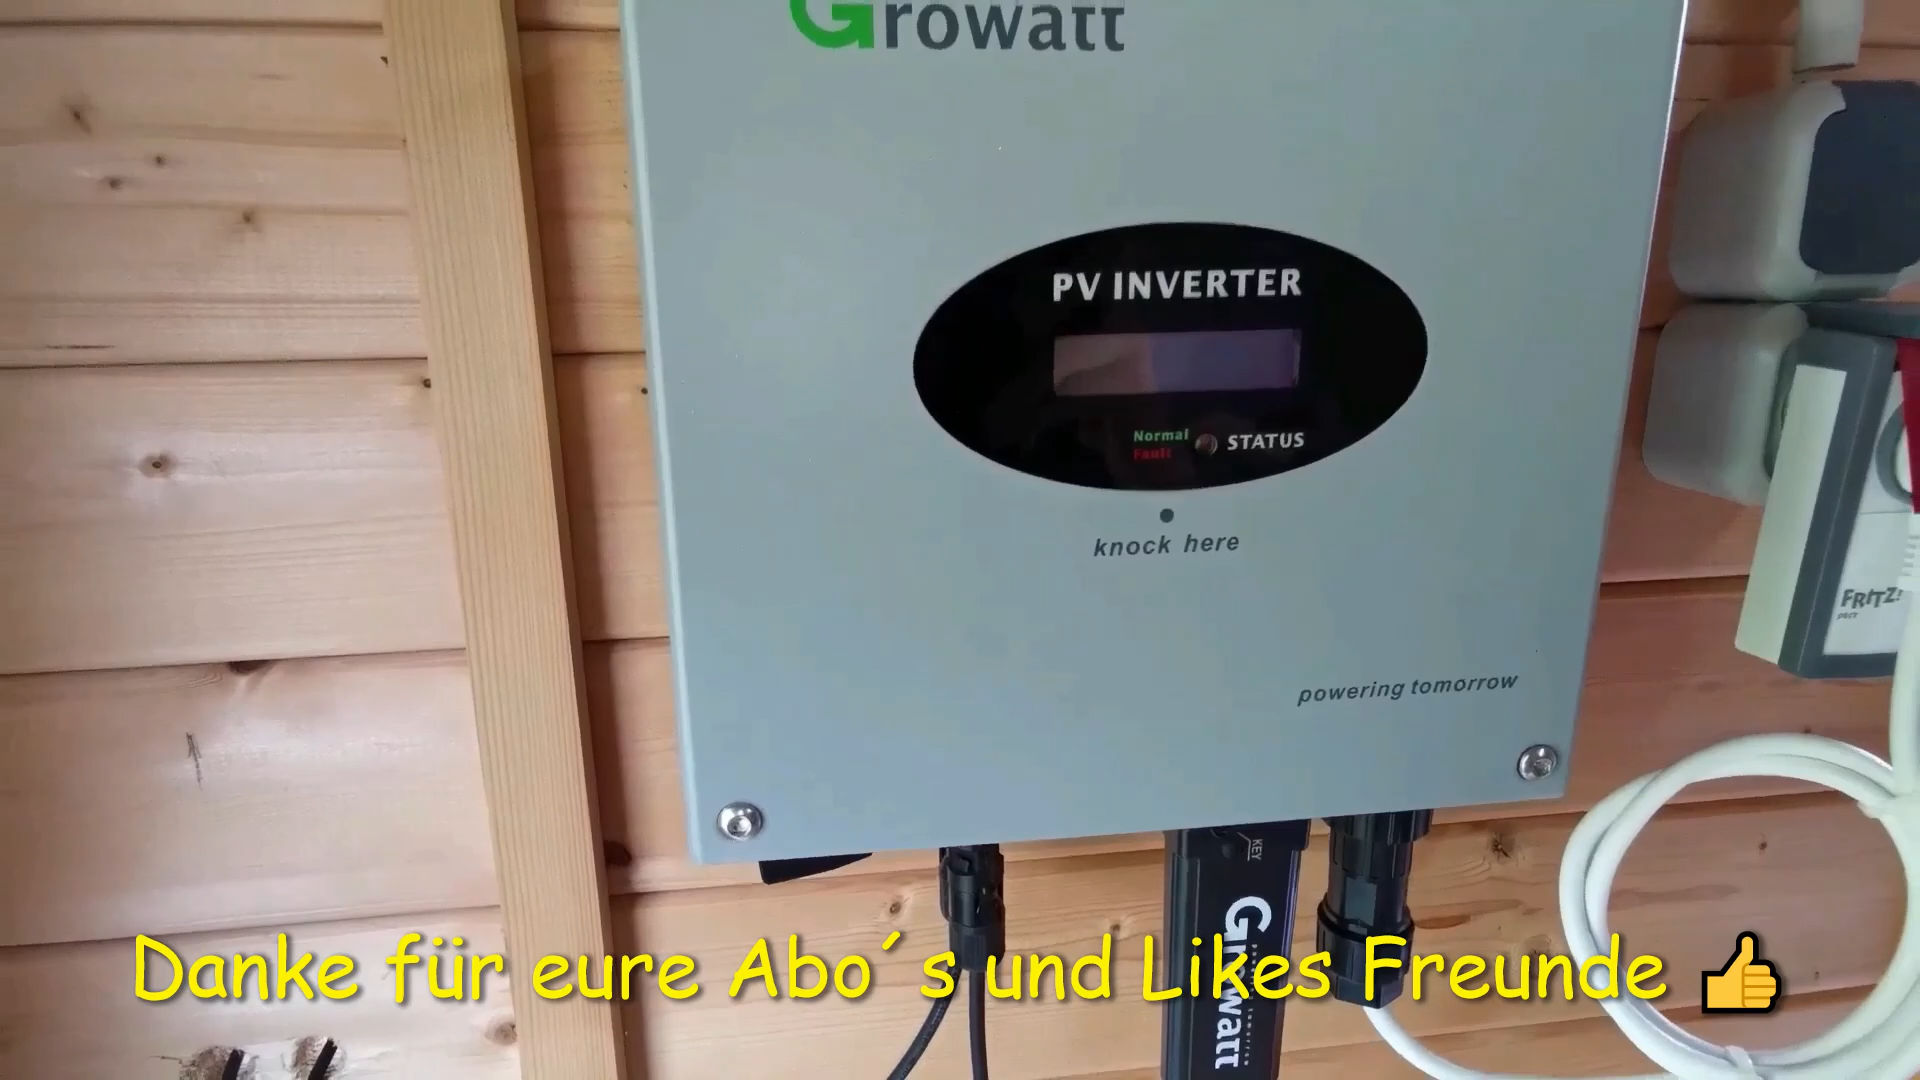 Growatt
PV INVERTER
Normal
Fault
STATUS
knock here
FRITZ!
powering tomorrow
KEY
Growatt
Danke für eure Abo´s und Likes Freunde 👍